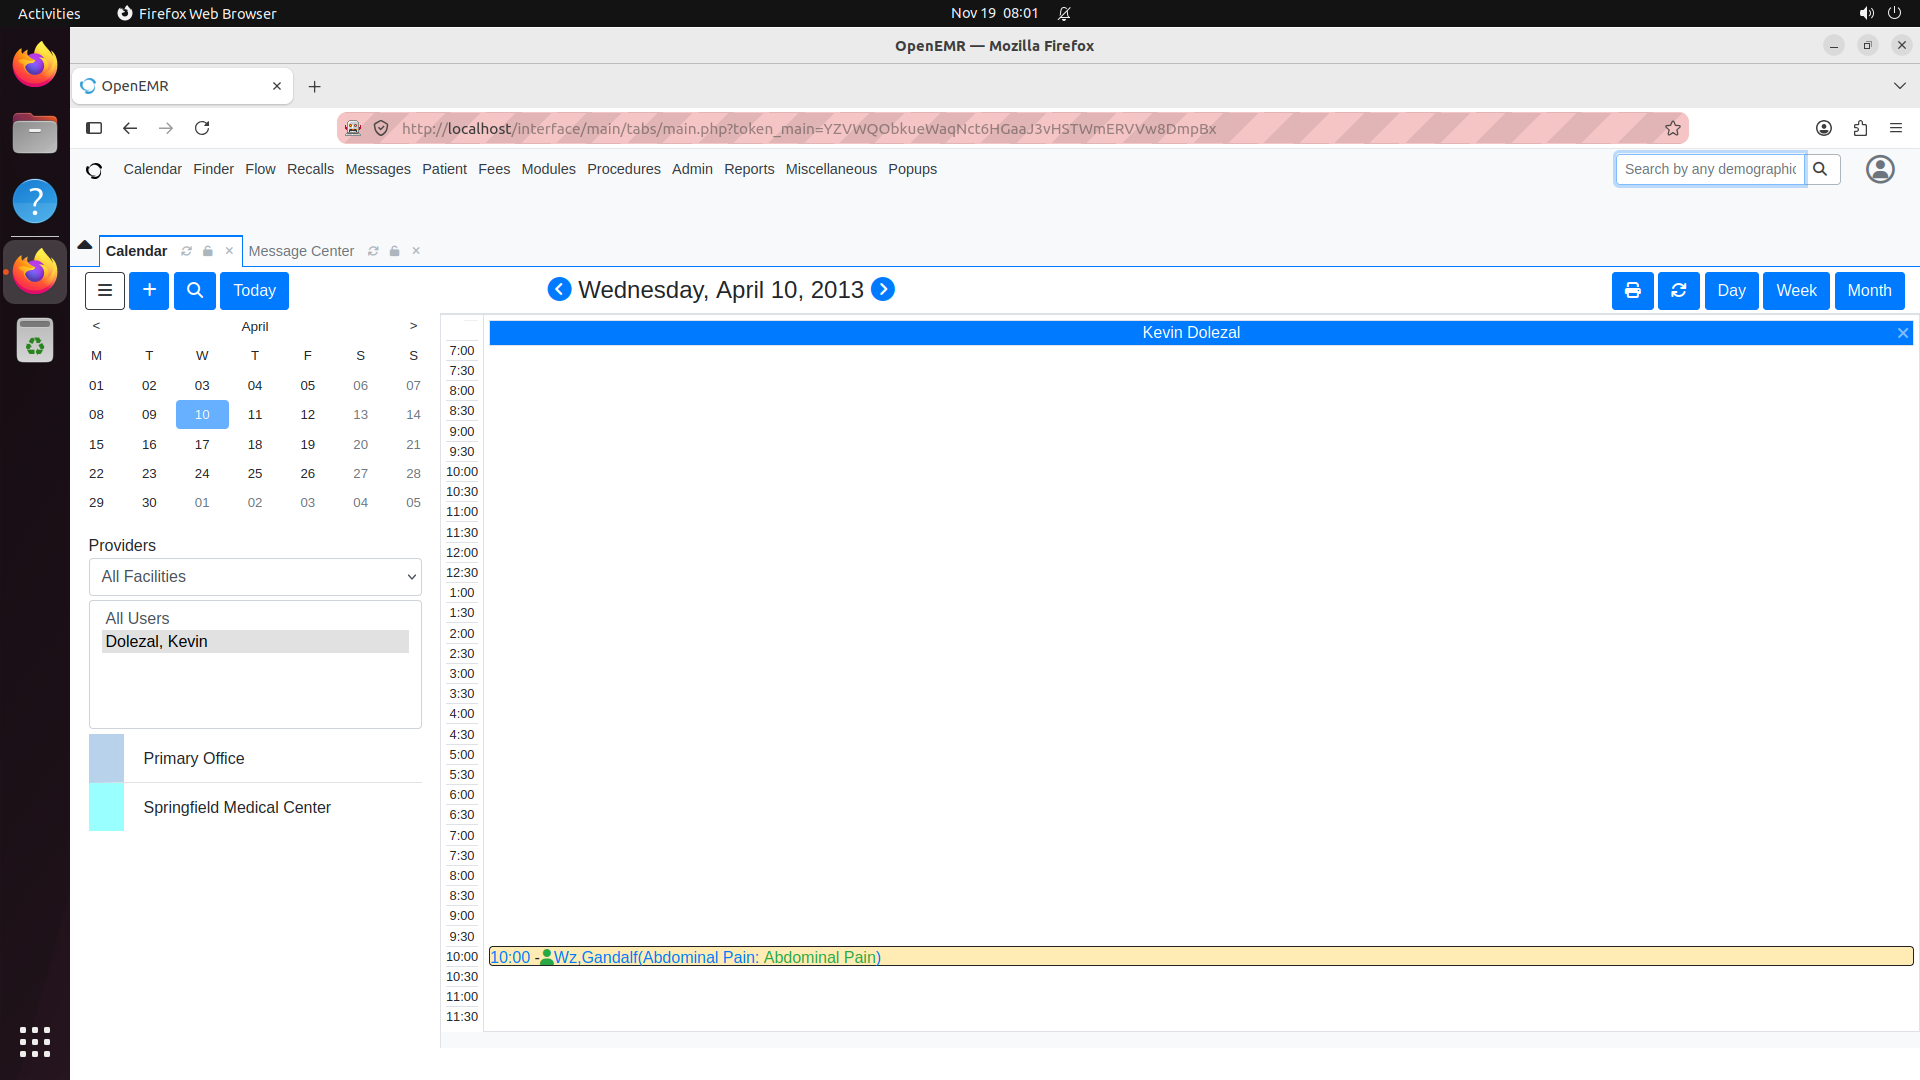 Activities
Firefox Web Browser
Nov 19 08:01
OpenEMR — Mozilla Firefox
OpenEMR
http://localhost/interface/main/tabs/main.php?token_main=YZVWQObkueWaqNct6HGaaJ3vHSTWmERVVw8DmpBx
Calendar Finder Flow Recalls Messages Patient Fees Modules Procedures Admin Reports Miscellaneous Popups
Search by any demographic
Calendar
Message Center
Today
Wednesday, April 10, 2013
Day
Week
Month
< April >
M T W T F S S
01 02 03 04 05 06 07
08 09 10 11 12 13 14
15 16 17 18 19 20 21
22 23 24 25 26 27 28
29 30 01 02 03 04 05
Providers
All Facilities
All Users
Dolezal, Kevin
Primary Office
Springfield Medical Center
Kevin Dolezal
7:00
7:30
8:00
8:30
9:00
9:30
10:00
10:30
11:00
11:30
12:00
12:30
1:00
1:30
2:00
2:30
3:00
3:30
4:00
4:30
5:00
5:30
6:00
6:30
7:00
7:30
8:00
8:30
9:00
9:30
10:00
10:00 -Wz,Gandalf(Abdominal Pain: Abdominal Pain)
10:30
11:00
11:30